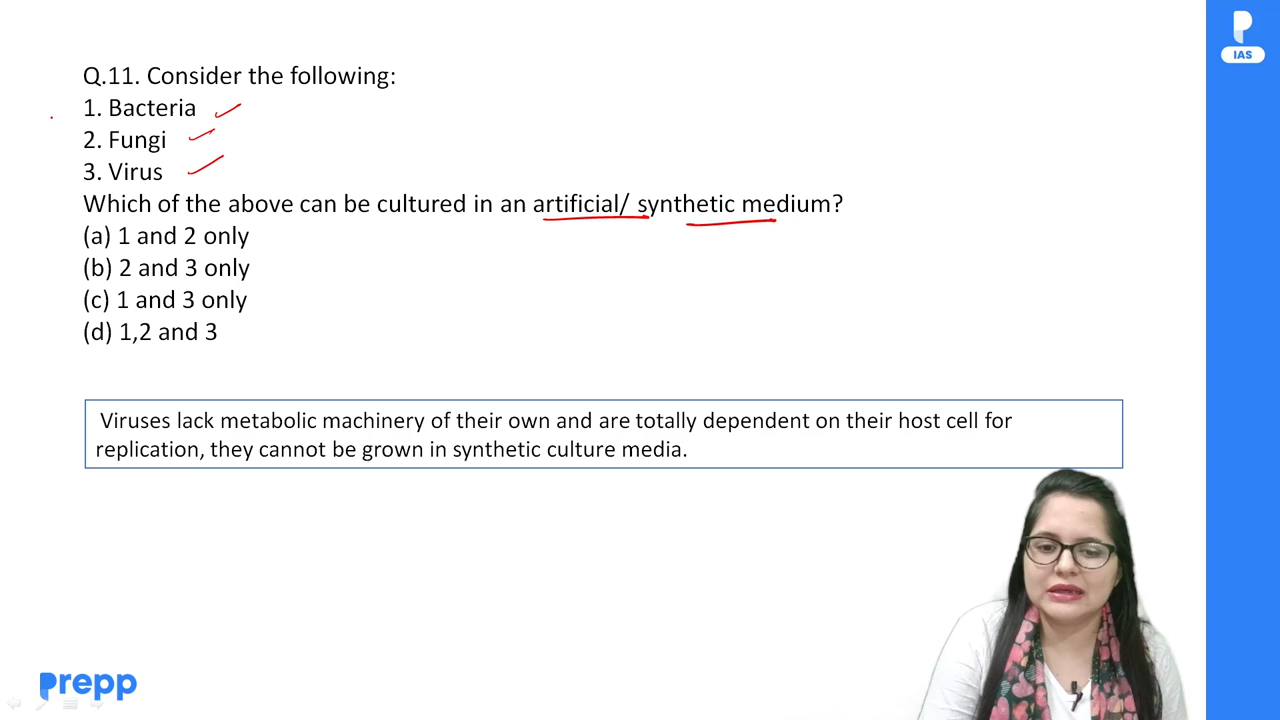 IAS
Q.11. Consider the following:
1. Bacteria
2. Fungi
3. Virus
Which of the above can be cultured in an artificial/ synthetic medium?
(a) 1 and 2 only
(b) 2 and 3 only
(c) 1 and 3 only
(d) 1,2 and 3
Viruses lack metabolic machinery of their own and are totally dependent on their host cell for
replication, they cannot be grown in synthetic culture media.
prepp